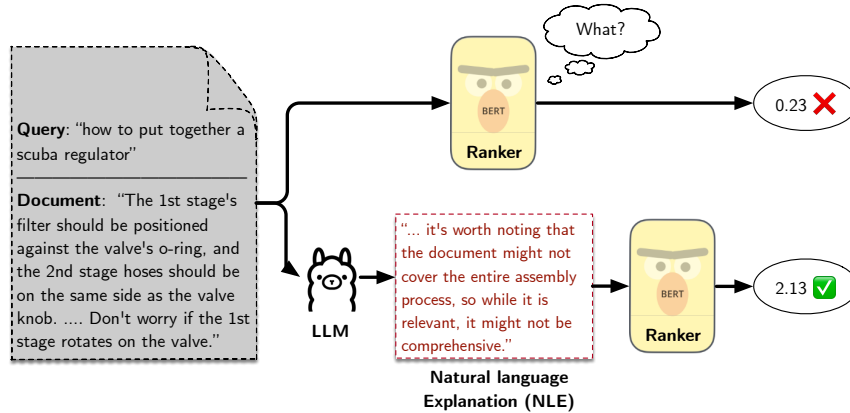 What?
BERT
Ranker
0.23
Query: “how to put together a
scuba regulator”
Document: “The 1st stage's
filter should be positioned
against the valve's o-ring, and
the 2nd stage hoses should be
on the same side as the valve
knob. .... Don't worry if the 1st
stage rotates on the valve.”
LLM
“... it's worth noting that
the document might not
cover the entire assembly
process, so while it is
relevant, it might not be
comprehensive.”
Natural language
Explanation (NLE)
BERT
Ranker
2.13